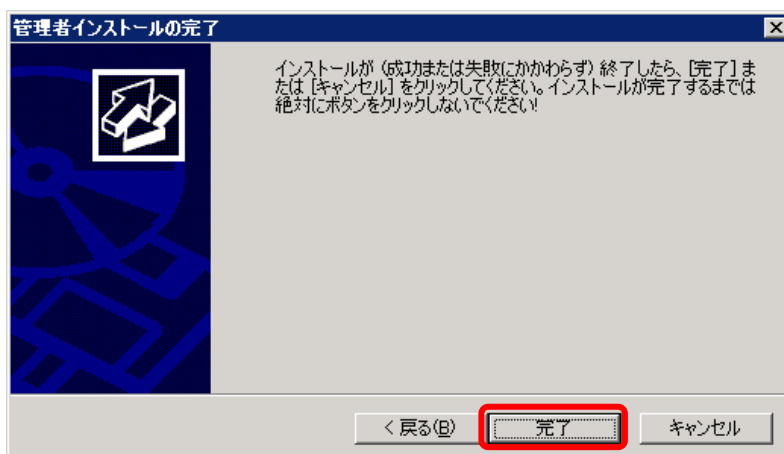 管理者インストールの完了
インストールが (成功または失敗にかかわらず) 終了したら、[完了] ま
たは [キャンセル] をクリックしてください。インストールが完了するまでは
絶対にボタンをクリックしないでください!
< 戻る(B) 完了 キャンセル